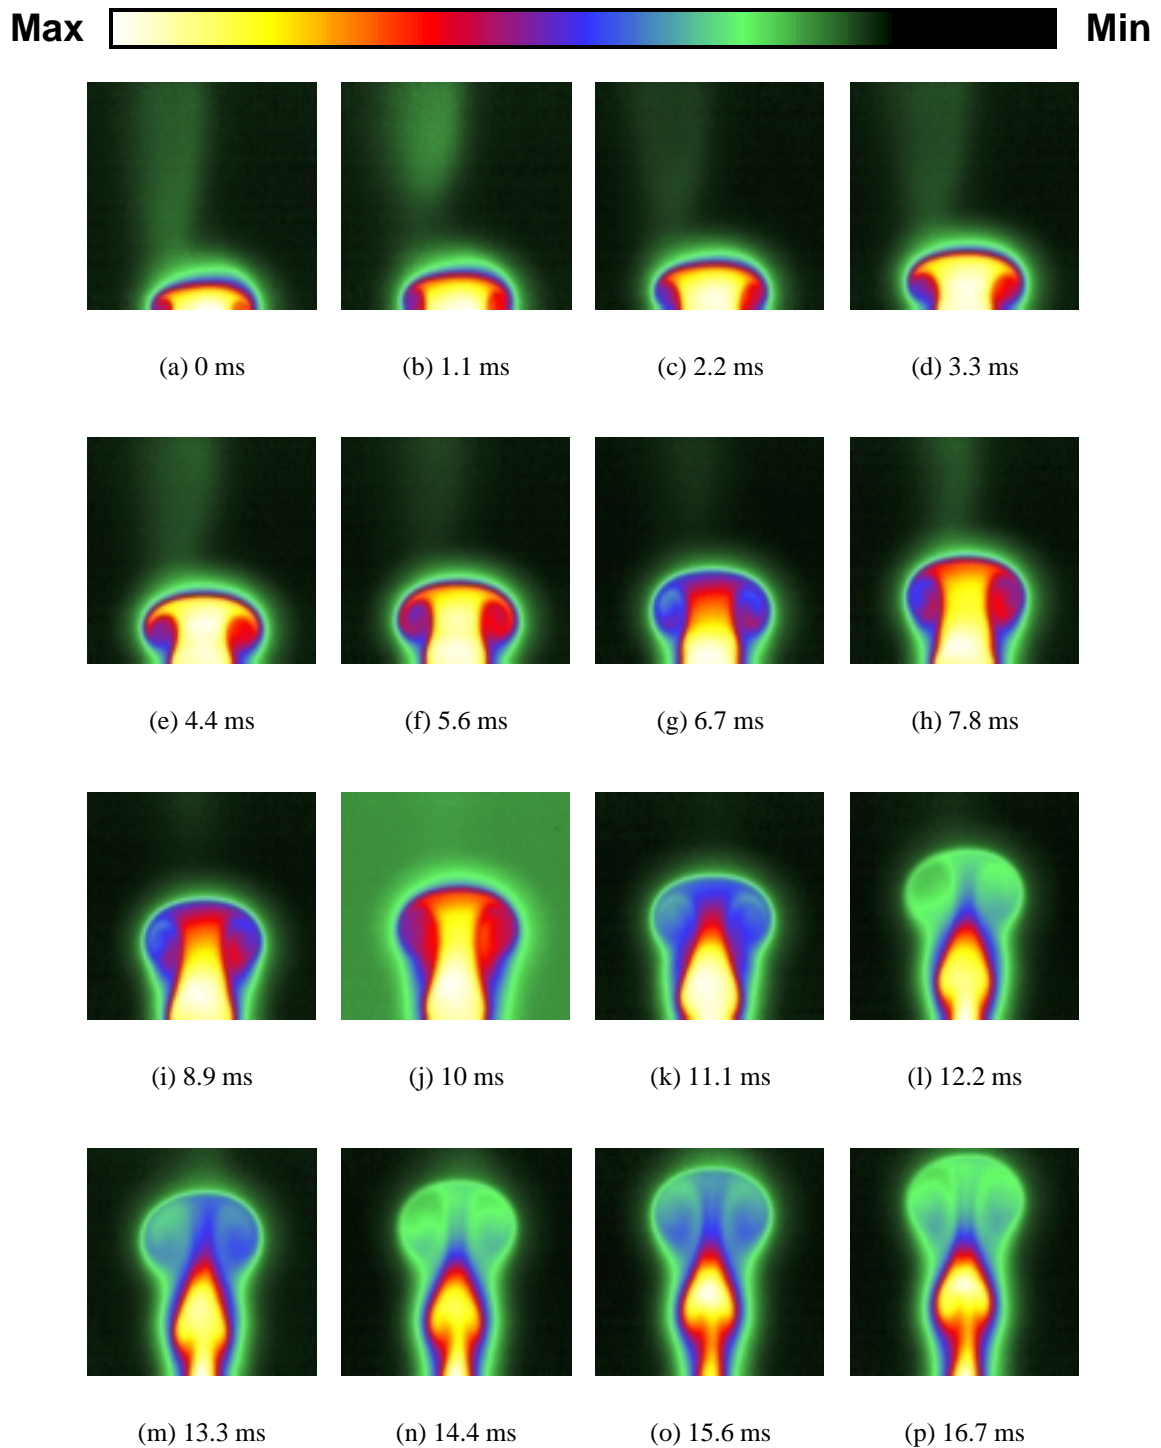 Max Min
(a) 0 ms (b) 1.1 ms (c) 2.2 ms (d) 3.3 ms
(e) 4.4 ms (f) 5.6 ms (g) 6.7 ms (h) 7.8 ms
(i) 8.9 ms (j) 10 ms (k) 11.1 ms (l) 12.2 ms
(m) 13.3 ms (n) 14.4 ms (o) 15.6 ms (p) 16.7 ms